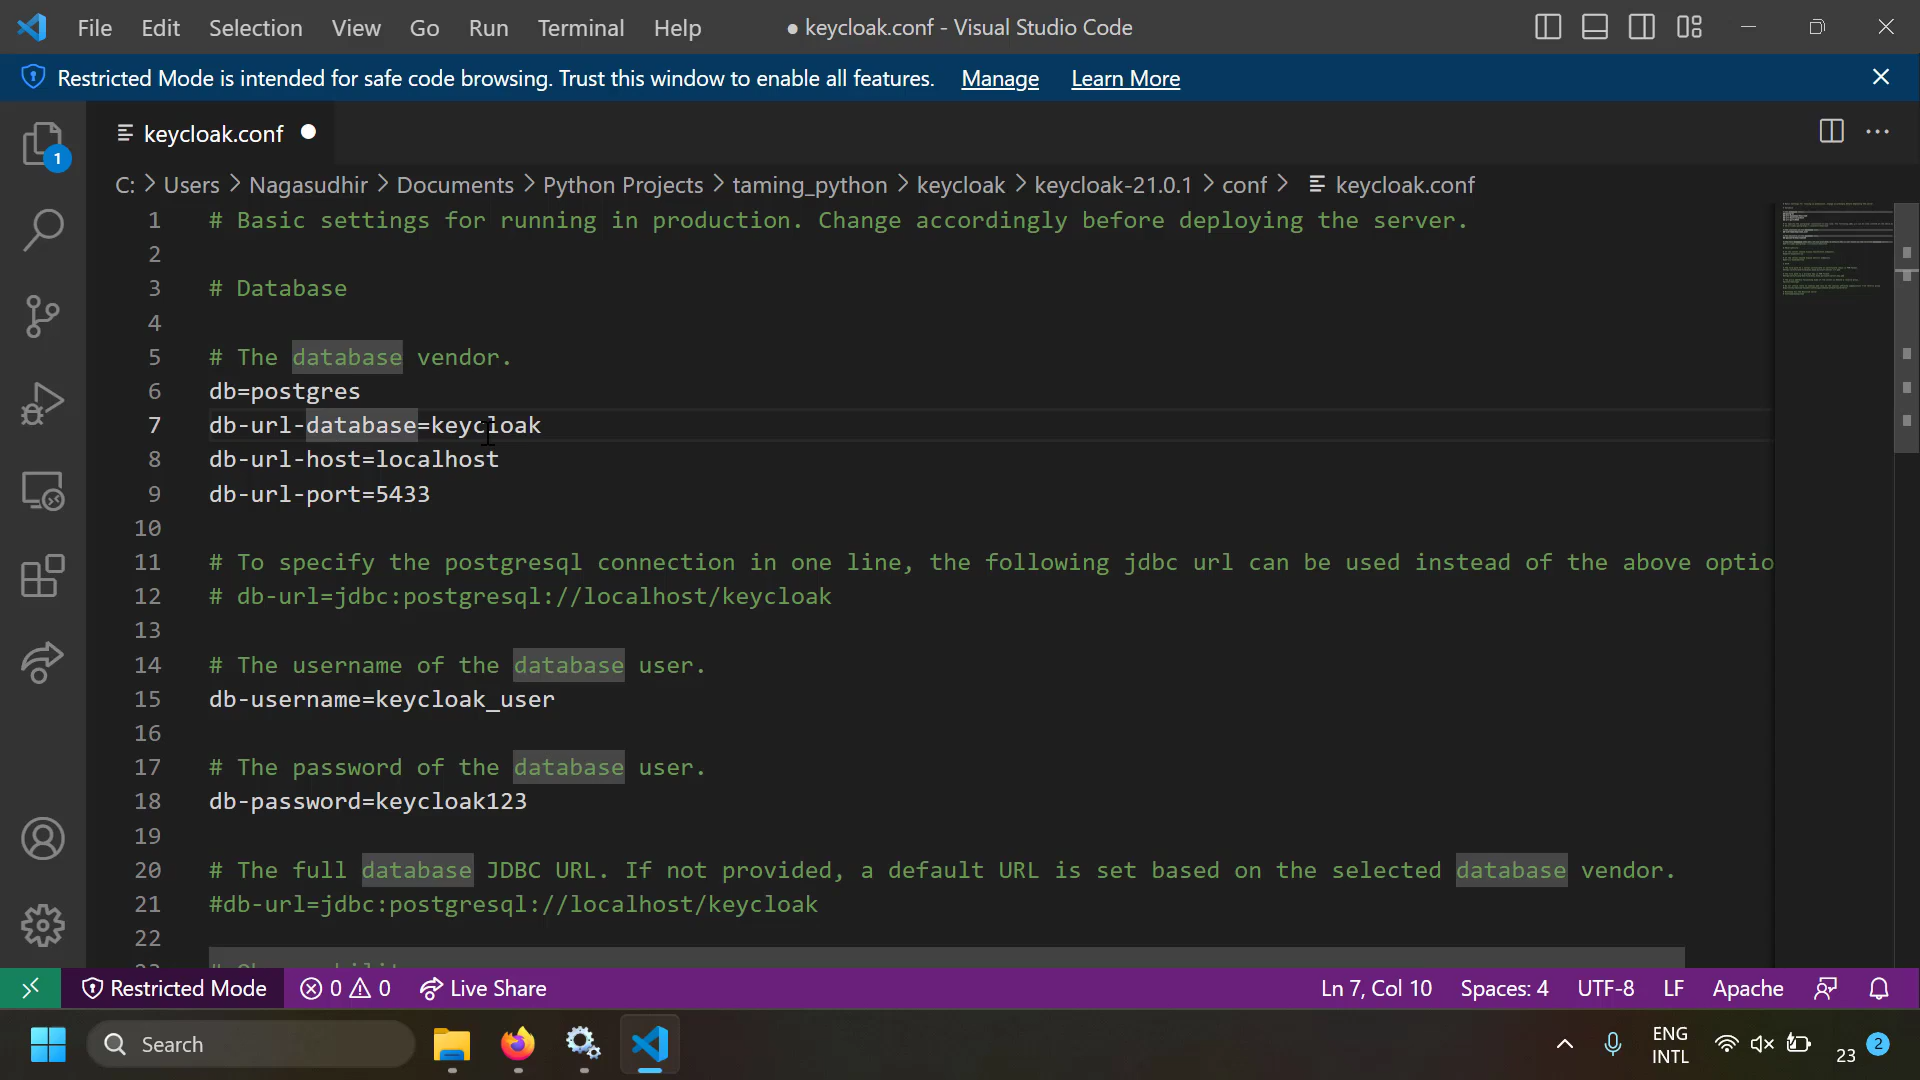 File Edit Selection View Go Run Terminal Help ● keycloak.conf - Visual Studio Code
Restricted Mode is intended for safe code browsing. Trust this window to enable all features. Manage Learn More
keycloak.conf
1
C: > Users > Nagasudhir > Documents > Python Projects > taming_python > keycloak > keycloak-21.0.1 > conf > keycloak.conf
1 # Basic settings for running in production. Change accordingly before deploying the server.
2
3 # Database
4
5 # The database vendor.
6 db=postgres
7 db-url-database=keycloak
8 db-url-host=localhost
9 db-url-port=5433
10
11 # To specify the postgresql connection in one line, the following jdbc url can be used instead of the above optio
12 # db-url=jdbc:postgresql://localhost/keycloak
13
14 # The username of the database user.
15 db-username=keycloak_user
16
17 # The password of the database user.
18 db-password=keycloak123
19
20 # The full database JDBC URL. If not provided, a default URL is set based on the selected database vendor.
21 #db-url=jdbc:postgresql://localhost/keycloak
22
Restricted Mode 0 0 Live Share Ln 7, Col 10 Spaces: 4 UTF-8 LF Apache
Search ENG INTL 23 2